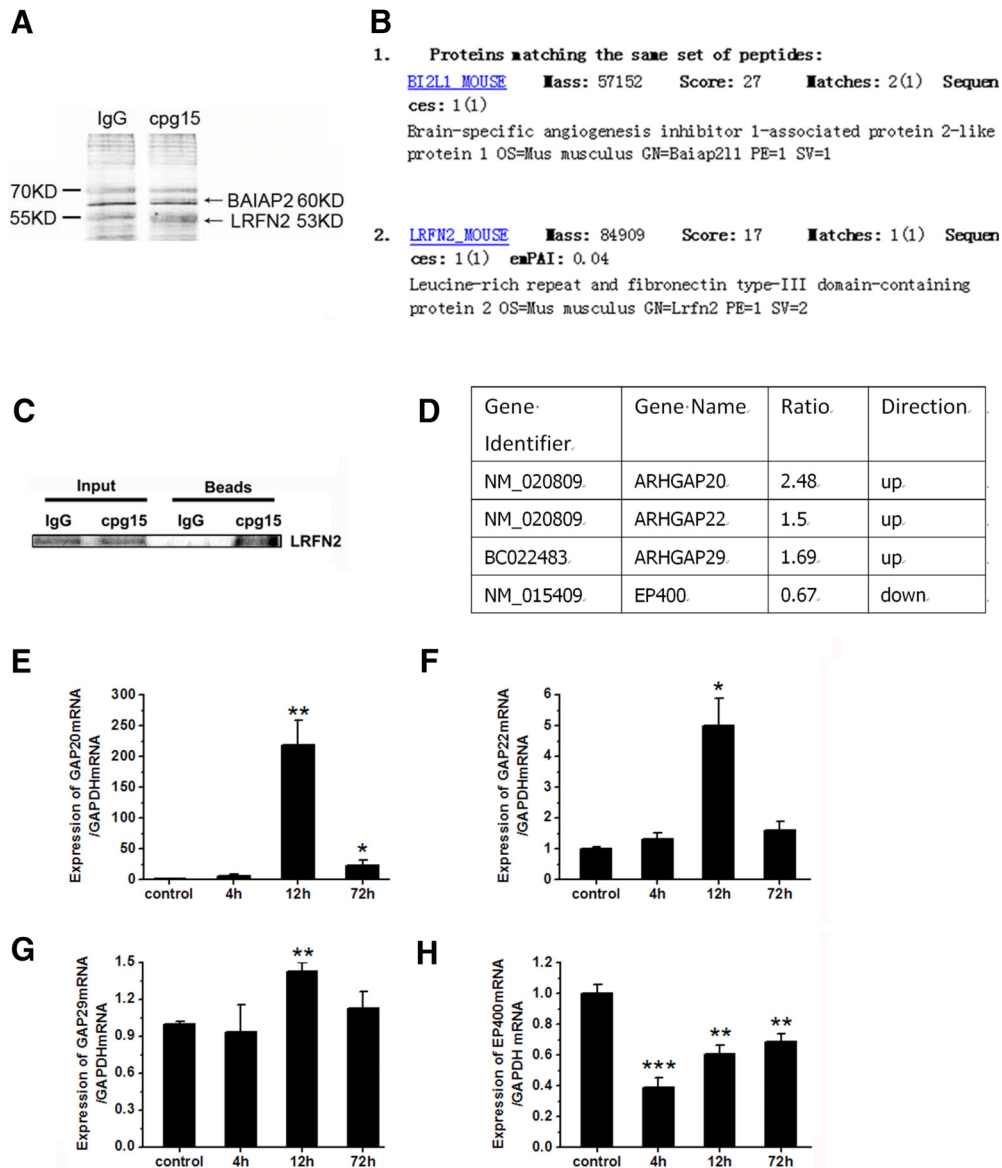 A
IgG cpg15
70KD
55KD
BAIAP2 60KD
LRFN2 53KD
B
1. Proteins matching the same set of peptides:
BI2L1_MOUSE Mass: 57152 Score: 27 Matches: 2(1) Sequen
ces: 1(1)
Brain-specific angiogenesis inhibitor 1-associated protein 2-like
protein 1 OS=Mus musculus GN=Baiap2l1 PE=1 SV=1
2. LRFN2_MOUSE Mass: 84909 Score: 17 Matches: 1(1) Sequen
ces: 1(1) emPAI: 0.04
Leucine-rich repeat and fibronectin type-III domain-containing
protein 2 OS=Mus musculus GN=Lrfn2 PE=1 SV=2
C
Input Beads
IgG cpg15 IgG cpg15
LRFN2
D
Gene Identifier Gene Name Ratio Direction
NM_020809 ARHGAP20 2.48 up
NM_020809 ARHGAP22 1.5 up
BC022483 ARHGAP29 1.69 up
NM_015409 EP400 0.67 down
E
Expression of GAP20mRNA
/GAPDHmRNA
300
250
200
150
100
50
0
**
*
control 4h 12h 72h
F
Expression of GAP22mRNA
/GAPDHmRNA
6
5
4
3
2
1
0
*
control 4h 12h 72h
G
Expression of GAP29mRNA
/GAPDHmRNA
1.5
1.2
0.9
0.6
0.3
0.0
**
control 4h 12h 72h
H
Expression of EP400mRNA
/GAPDH mRNA
1.2
1.0
0.8
0.6
0.4
0.2
0.0
***
**
**
control 4h 12h 72h